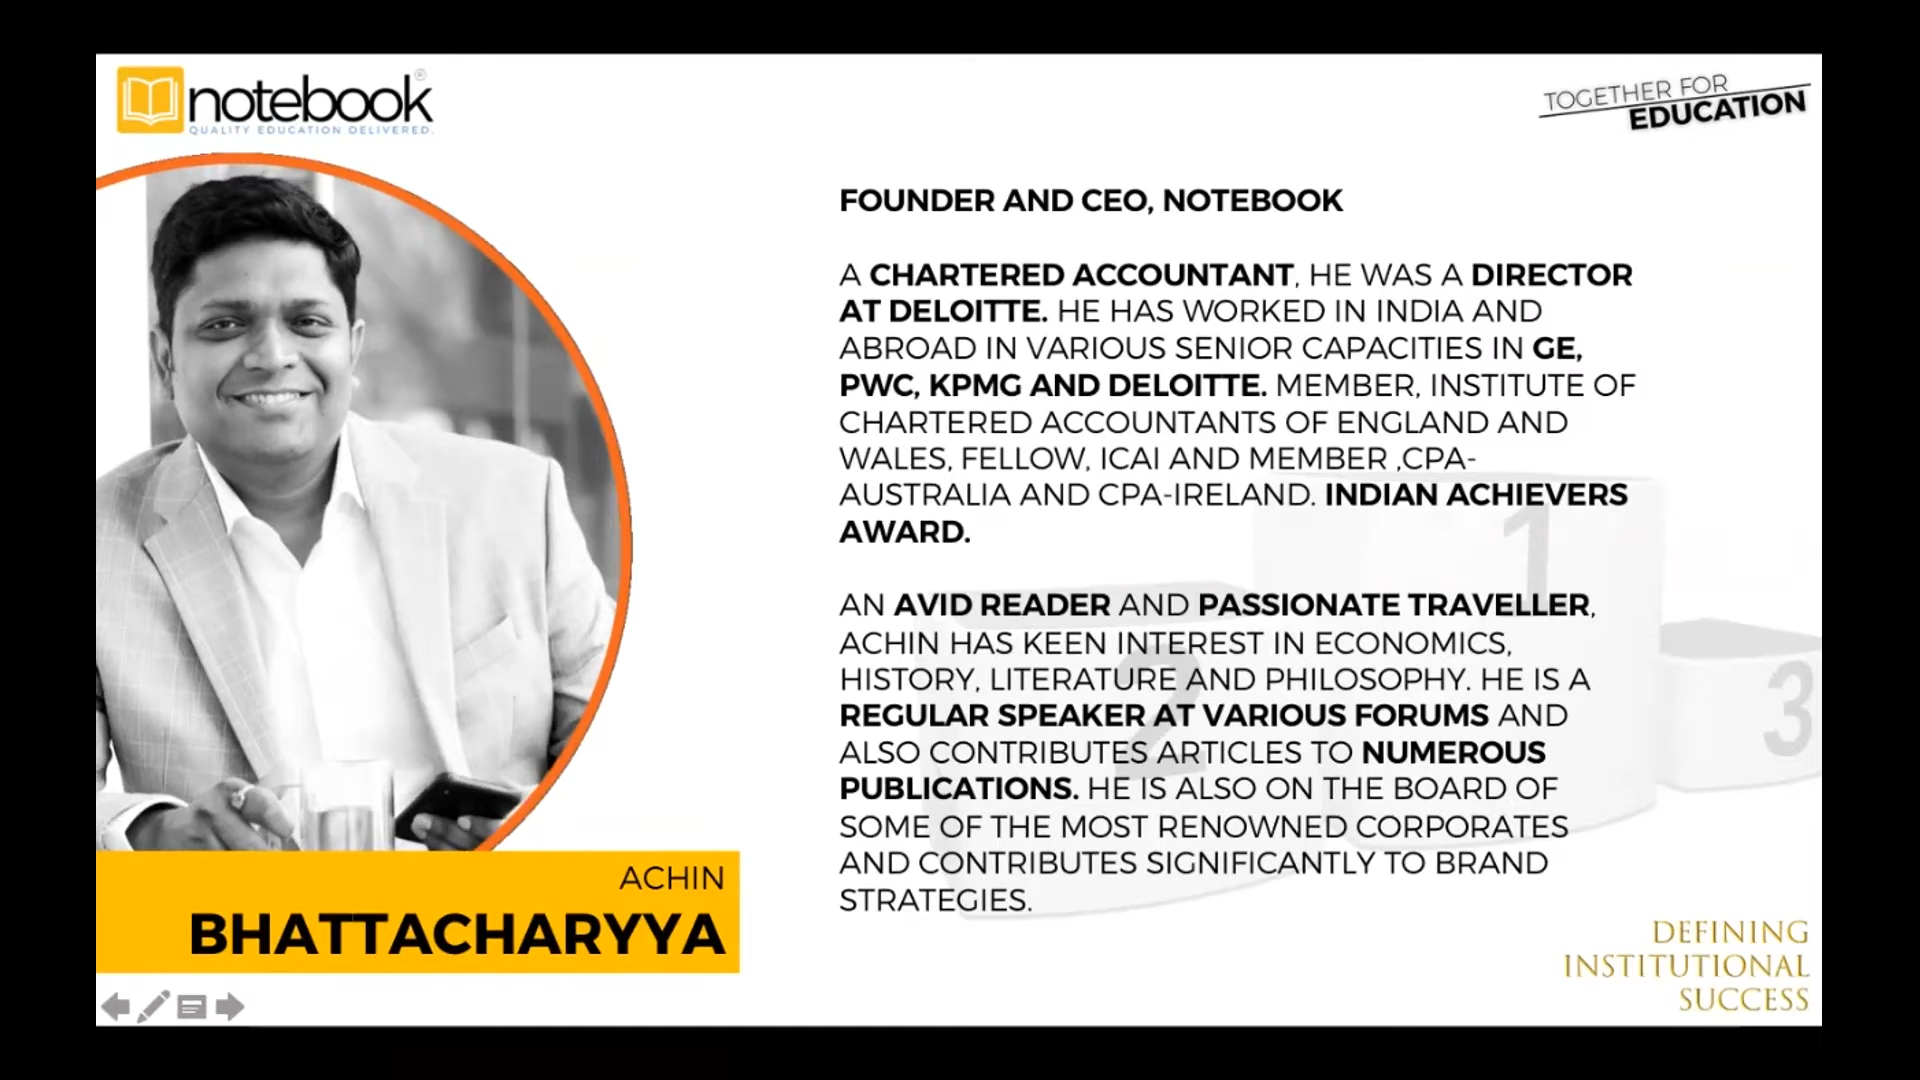 notebook®
QUALITY EDUCATION DELIVERED.
TOGETHER FOR
EDUCATION
FOUNDER AND CEO, NOTEBOOK
A CHARTERED ACCOUNTANT, HE WAS A DIRECTOR
AT DELOITTE. HE HAS WORKED IN INDIA AND
ABROAD IN VARIOUS SENIOR CAPACITIES IN GE,
PWC, KPMG AND DELOITTE. MEMBER, INSTITUTE OF
CHARTERED ACCOUNTANTS OF ENGLAND AND
WALES, FELLOW, ICAI AND MEMBER ,CPA-
AUSTRALIA AND CPA-IRELAND. INDIAN ACHIEVERS
AWARD.
AN AVID READER AND PASSIONATE TRAVELLER,
ACHIN HAS KEEN INTEREST IN ECONOMICS,
HISTORY, LITERATURE AND PHILOSOPHY. HE IS A
REGULAR SPEAKER AT VARIOUS FORUMS AND
ALSO CONTRIBUTES ARTICLES TO NUMEROUS
PUBLICATIONS. HE IS ALSO ON THE BOARD OF
SOME OF THE MOST RENOWNED CORPORATES
AND CONTRIBUTES SIGNIFICANTLY TO BRAND
STRATEGIES.
1
2
3
ACHIN
BHATTACHARYYA
DEFINING
INSTITUTIONAL
SUCCESS